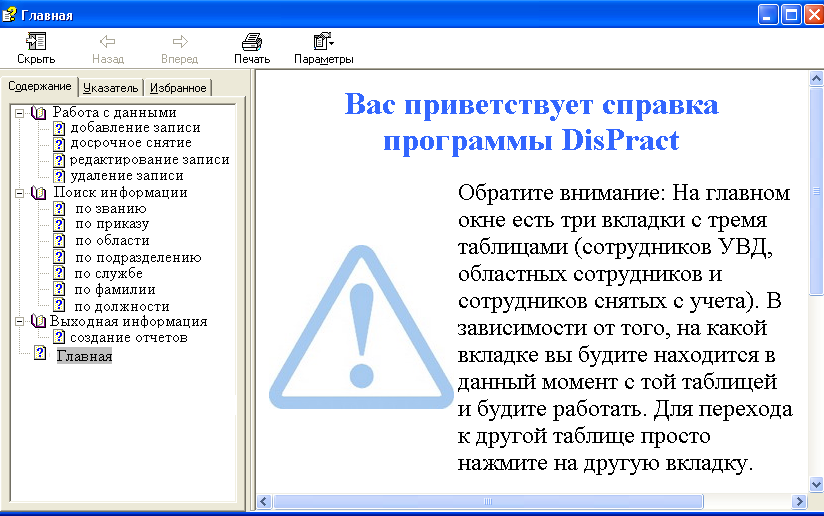 Главная
Скрыть Назад Вперед Печать Параметры
Содержание Указатель Избранное
Работа с данными
добавление записи
досрочное снятие
редактирование записи
удаление записи
Поиск информации
по званию
по приказу
по области
по подразделению
по службе
по фамилии
по должности
Выходная информация
создание отчетов
Главная
Вас приветствует справка
программы DisPract
Обратите внимание: На главном
окне есть три вкладки с тремя
таблицами (сотрудников УВД,
областных сотрудников и
сотрудников снятых с учета). В
зависимости от того, на какой
вкладке вы будите находится в
данный момент с той таблицей
и будите работать. Для перехода
к другой таблице просто
нажмите на другую вкладку.